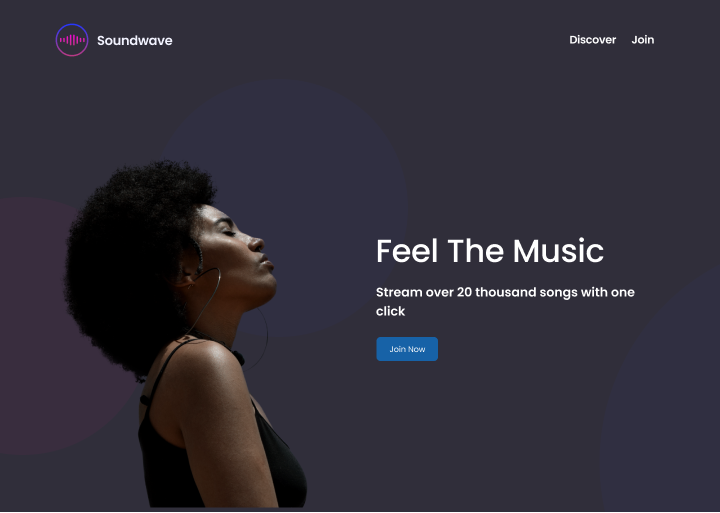 Soundwave
Discover
Join
Feel The Music
Stream over 20 thousand songs with one
click
Join Now